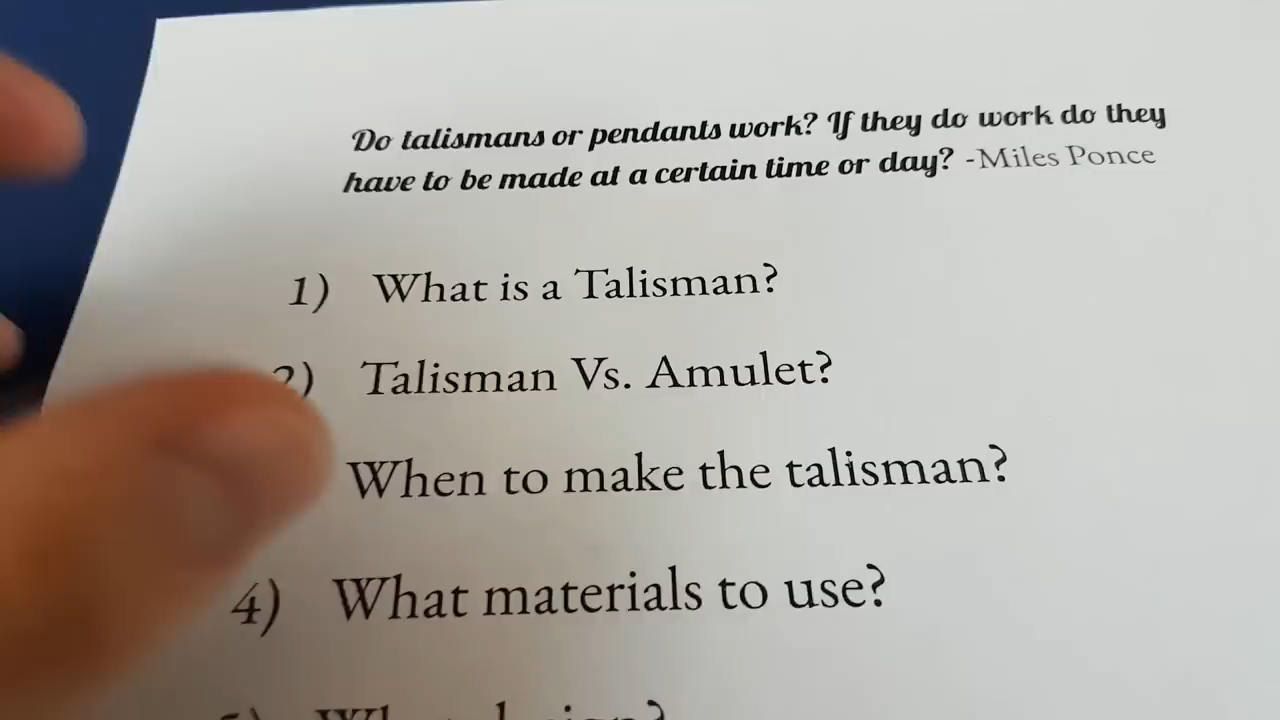 Do talismans or pendants work? If they do work do they
have to be made at a certain time or day? -Miles Ponce
1) What is a Talisman?
2) Talisman Vs. Amulet?
When to make the talisman?
4) What materials to use?